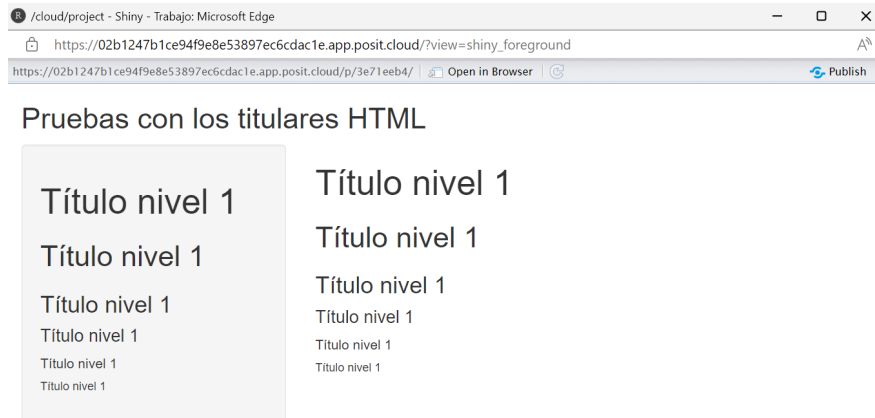 R /cloud/project - Shiny - Trabajo: Microsoft Edge
https://02b1247b1ce94f9e8e53897ec6cdac1e.app.posit.cloud/?view=shiny_foreground A
https://02b1247b1ce94f9e8e53897ec6cdac1e.app.posit.cloud/p/3e71eeb4/ Open in Browser Publish
Pruebas con los titulares HTML
Título nivel 1
Título nivel 1
Título nivel 1
Título nivel 1
Título nivel 1
Título nivel 1
Título nivel 1
Título nivel 1
Título nivel 1
Título nivel 1
Título nivel 1
Título nivel 1